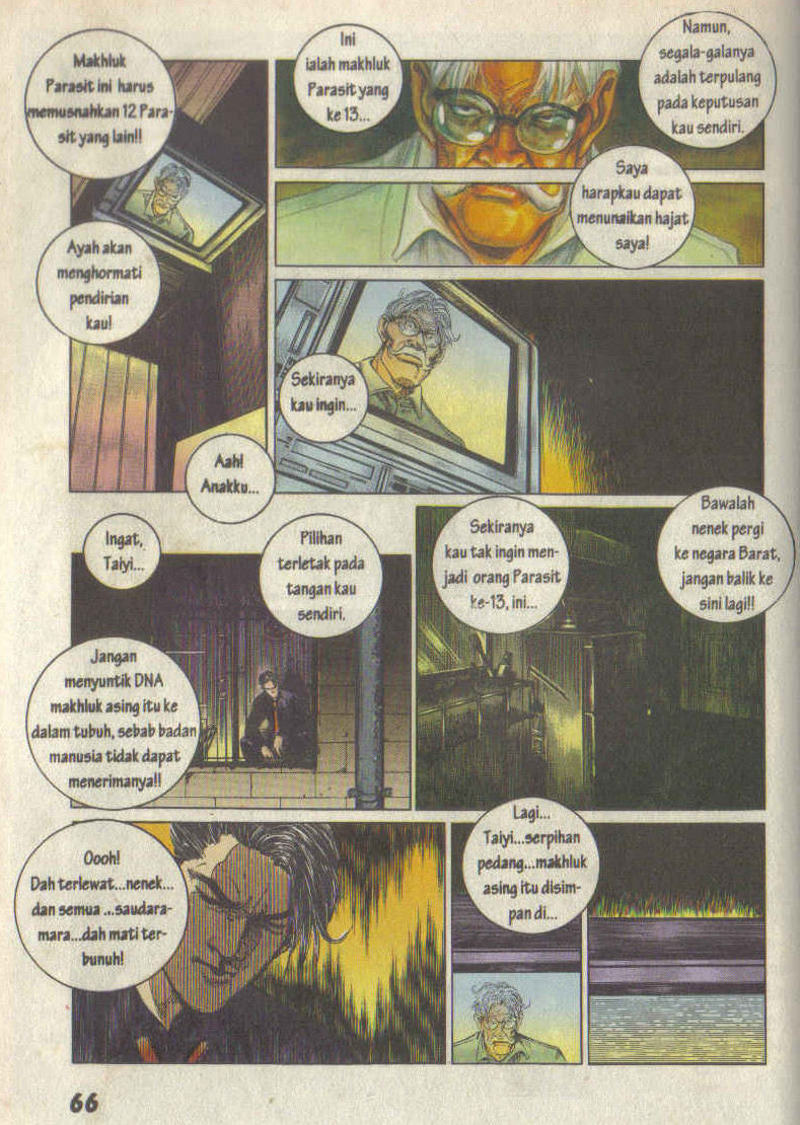 Makhluk
Parasit ini harus
memusnahkan 12 Para-
sit yang lain!!
Ini
ialah makhluk
Parasit yang
ke 13...
Namun,
segala-galanya
adalah terpulang
pada keputusan
kau sendiri.
Saya
harapkau dapat
menunaikan hajat
saya!
Ayah akan
menghormati
pendirian
kau!
Sekiranya
kau ingin...
Aah!
Anakku...
Ingat,
Taiyi...
Pilihan
terletak pada
tangan kau
sendiri.
Sekiranya
kau tak ingin men-
jadi orang Parasit
ke-13, ini...
Bawalah
nenek pergi
ke negara Barat,
jangan balik ke
sini lagi!!
Jangan
menyuntik DNA
makhluk asing itu ke
dalam tubuh, sebab badan
manusia tidak dapat
menerimanya!!
Oooh!
Dah terlewat...nenek...
dan semua ...saudara-
mara...dah mati ter-
bunuh!
Lagi...
Taiyi...serpihan
pedang...makhluk
asing itu disim-
pan di...
66